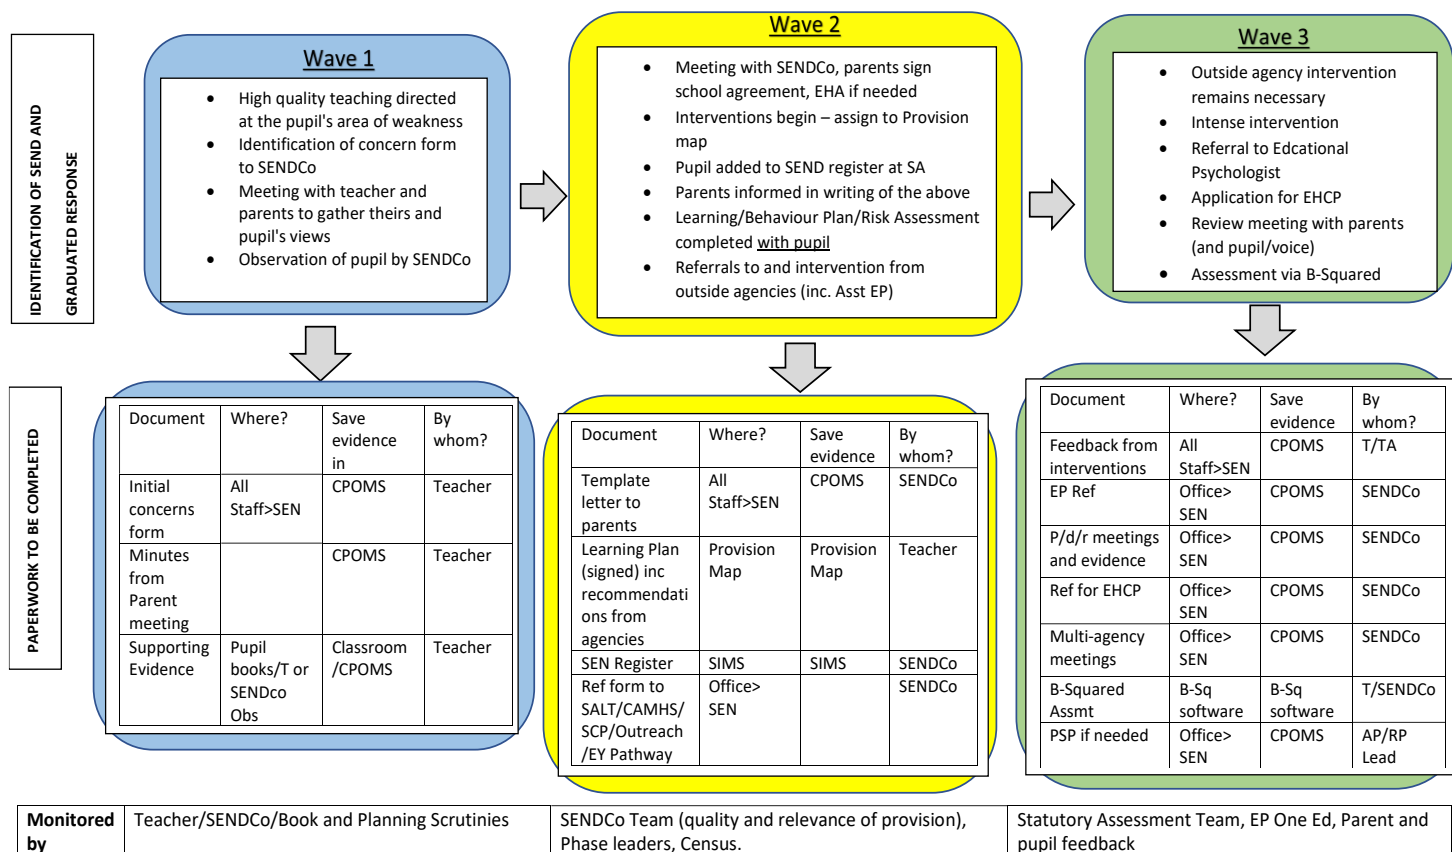 IDENTIFICATION OF SEND AND
GRADUATED RESPONSE
Wave 1
• High quality teaching directed
at the pupil's area of weakness
• Identification of concern form
to SENDCo
• Meeting with teacher and
parents to gather theirs and
pupil's views
• Observation of pupil by SENDCo
Wave 2
• Meeting with SENDCo, parents sign
school agreement, EHA if needed
• Interventions begin – assign to Provision
map
• Pupil added to SEND register at SA
• Parents informed in writing of the above
• Learning/Behaviour Plan/Risk Assessment
completed with pupil
• Referrals to and intervention from
outside agencies (inc. Asst EP)
Wave 3
• Outside agency intervention
remains necessary
• Intense intervention
• Referral to Edcational
Psychologist
• Application for EHCP
• Review meeting with parents
(and pupil/voice)
• Assessment via B-Squared
PAPERWORK TO BE COMPLETED
Document Where? Save By
evidence whom?
in
Initial All CPOMS Teacher
concerns Staff>SEN
form
Minutes CPOMS Teacher
from
Parent
meeting
Supporting Pupil Classroom Teacher
Evidence books/T or /CPOMS
SENDco
Obs
Document Where? Save By
evidence whom?
Template All CPOMS SENDCo
letter to Staff>SEN
parents
Learning Plan Provision Provision Teacher
(signed) inc Map Map
recommendati
ons from
agencies
SEN Register SIMS SIMS SENDCo
Ref form to Office> SENDCo
SALT/CAMHS/ SEN
SCP/Outreach
/EY Pathway
Document Where? Save By
evidence whom?
Feedback from All CPOMS T/TA
interventions Staff>SEN
EP Ref Office> CPOMS SENDCo
SEN
P/d/r meetings Office> CPOMS SENDCo
and evidence SEN
Ref for EHCP Office> CPOMS SENDCo
SEN
Multi-agency Office> CPOMS SENDCo
meetings SEN
B-Squared B-Sq B-Sq T/SENDCo
Assmt software software
PSP if needed Office> CPOMS AP/RP
SEN Lead
Monitored Teacher/SENDCo/Book and Planning Scrutinies SENDCo Team (quality and relevance of provision), Statutory Assessment Team, EP One Ed, Parent and
by Phase leaders, Census. pupil feedback